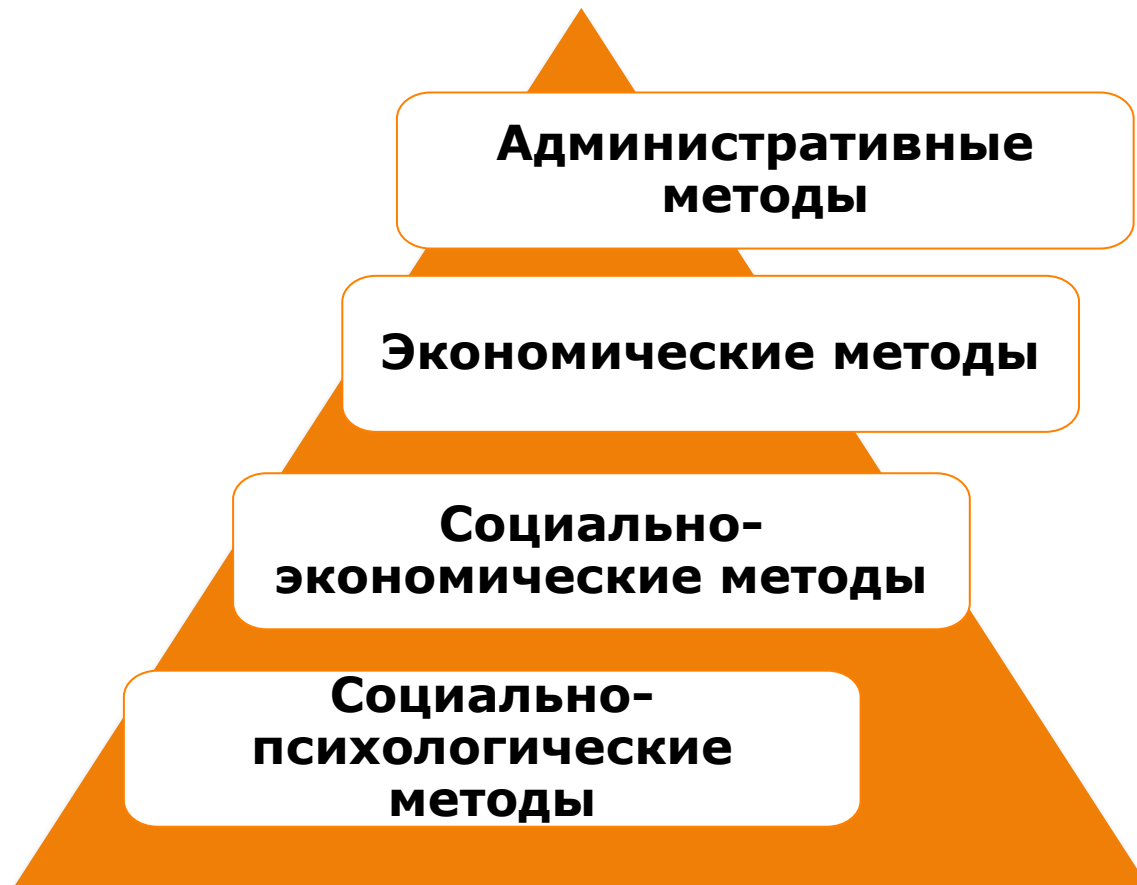 Административные
методы
Экономические методы
Социально-
экономические методы
Социально-
психологические
методы